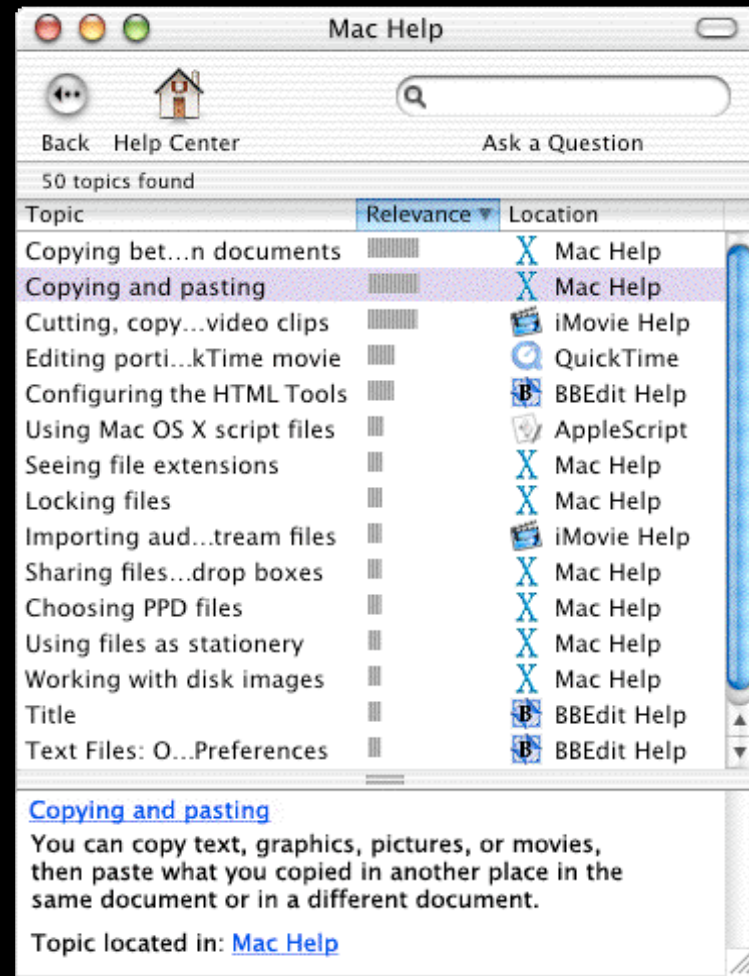 Mac Help
Back Help Center Ask a Question
50 topics found
Topic Relevance Location
Copying bet...n documents Mac Help
Copying and pasting Mac Help
Cutting, copy...video clips iMovie Help
Editing porti...kTime movie QuickTime
Configuring the HTML Tools BBEdit Help
Using Mac OS X script files AppleScript
Seeing file extensions Mac Help
Locking files Mac Help
Importing aud...tream files iMovie Help
Sharing files...drop boxes Mac Help
Choosing PPD files Mac Help
Using files as stationery Mac Help
Working with disk images Mac Help
Title BBEdit Help
Text Files: O...Preferences BBEdit Help
Copying and pasting
You can copy text, graphics, pictures, or movies,
then paste what you copied in another place in the
same document or in a different document.
Topic located in: Mac Help